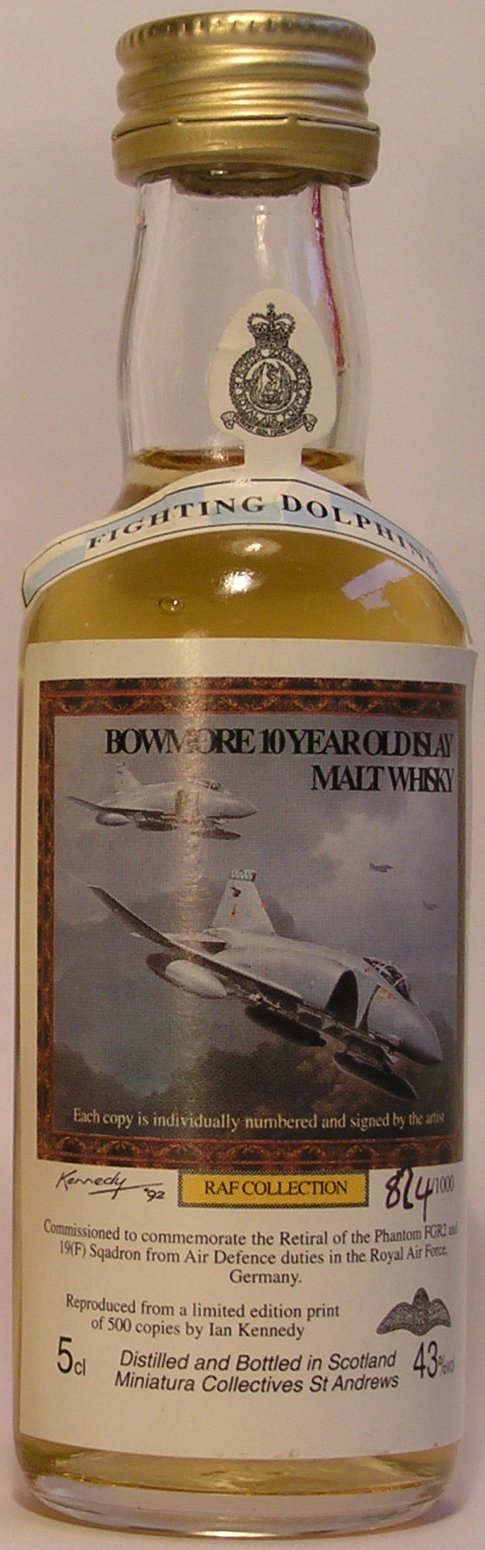 FIGHTING DOLPHINS
BOWMORE 10 YEAR OLD ISLAY
MALT WHISKY
Each copy is individually numbered and signed by the artist
Kennedy '92
RAF COLLECTION
824/1000
Commissioned to commemorate the Retiral of the Phantom FGR2 and
19(F) Sqadron from Air Defence duties in the Royal Air Force,
Germany.
Reproduced from a limited edition print
of 500 copies by Ian Kennedy
5cl
Distilled and Bottled in Scotland
43%vol
Miniatura Collectives St Andrews